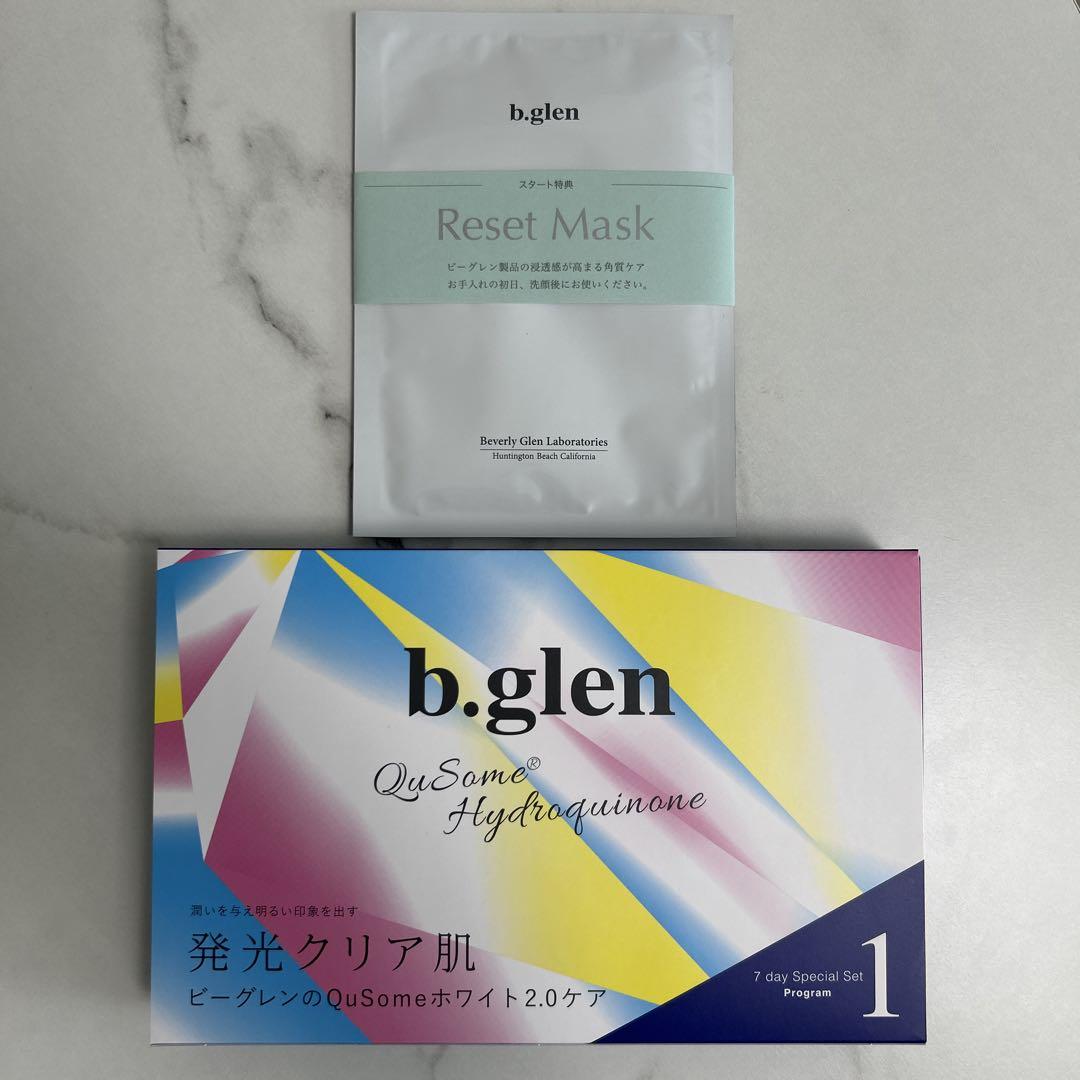 b.glen
スタート特典
Reset Mask
ビーグレン製品の浸透感が高まる角質ケア
お手入れの初日、洗顔後にお使いください。
Beverly Glen Laboratories
Huntington Beach California
b.glen
QuSome®
Hydroquinone
潤いを与え明るい印象を出す
発光クリア肌
ビーグレンのQuSomeホワイト2.0ケア
7 day Special Set
Program
1